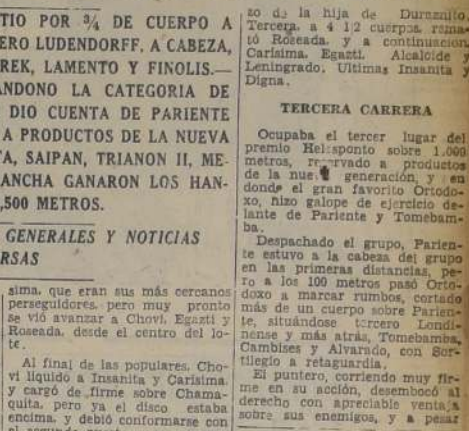 TIO POR ¾ DE CUERPO A
ERO LUDENDORFF, A CABEZA,
REK, LAMENTO Y FINOLIS.—
ANDONO LA CATEGORIA DE
DIO CUENTA DE PARIENTE
A PRODUCTOS DE LA NUEVA
TA, SAIPAN, TRIANON II, ME-
ANCHA GANARON LOS HAN-
,500 METROS.
GENERALES Y NOTICIAS
RSAS
sima, que eran sus más cercanos
perseguidores, pero muy pronto
se vió avanzar a Chovi, Egazti y
Roseada, desde el centro del lo-
te.
Al final de las populares, Cho-
vi liquidó a Insanita y Carisima
y cargó de firme sobre Chama-
quita, pero ya el disco estaba
encima, y debió conformarse con
zo de la hija de Duraznito.
Tercera, a 4 1|2 cuerpos, rema-
tó Roseada, y a continuación
Carisima, Egazti, Alcaloide y
Leningrado. Ultimas Insanita y
Digna.
TERCERA CARRERA
Ocupaba el tercer lugar del
premio Helesponto sobre 1.000
metros, reservado a productos
de la nueva generación, y en
donde el gran favorito Ortodo-
xo, hizo galope de ejercicio de-
lante de Pariente y Tomebam-
ba.
Despachado el grupo, Parien-
te estuvo a la cabeza del grupo
en las primeras distancias, pe-
ro a los 100 metros pasó Orto-
doxo a marcar rumbos, cortado
más de un cuerpo sobre Parien-
te, situándose tercero Londi-
nense y más atrás, Tomebamba,
Cambises y Alvarado, con Sor-
tilegio a retaguardia.
El puntero, corriendo muy fir-
me en su acción, desembocó al
derecho con apreciable ventaja
sobre sus enemigos, y a pesar